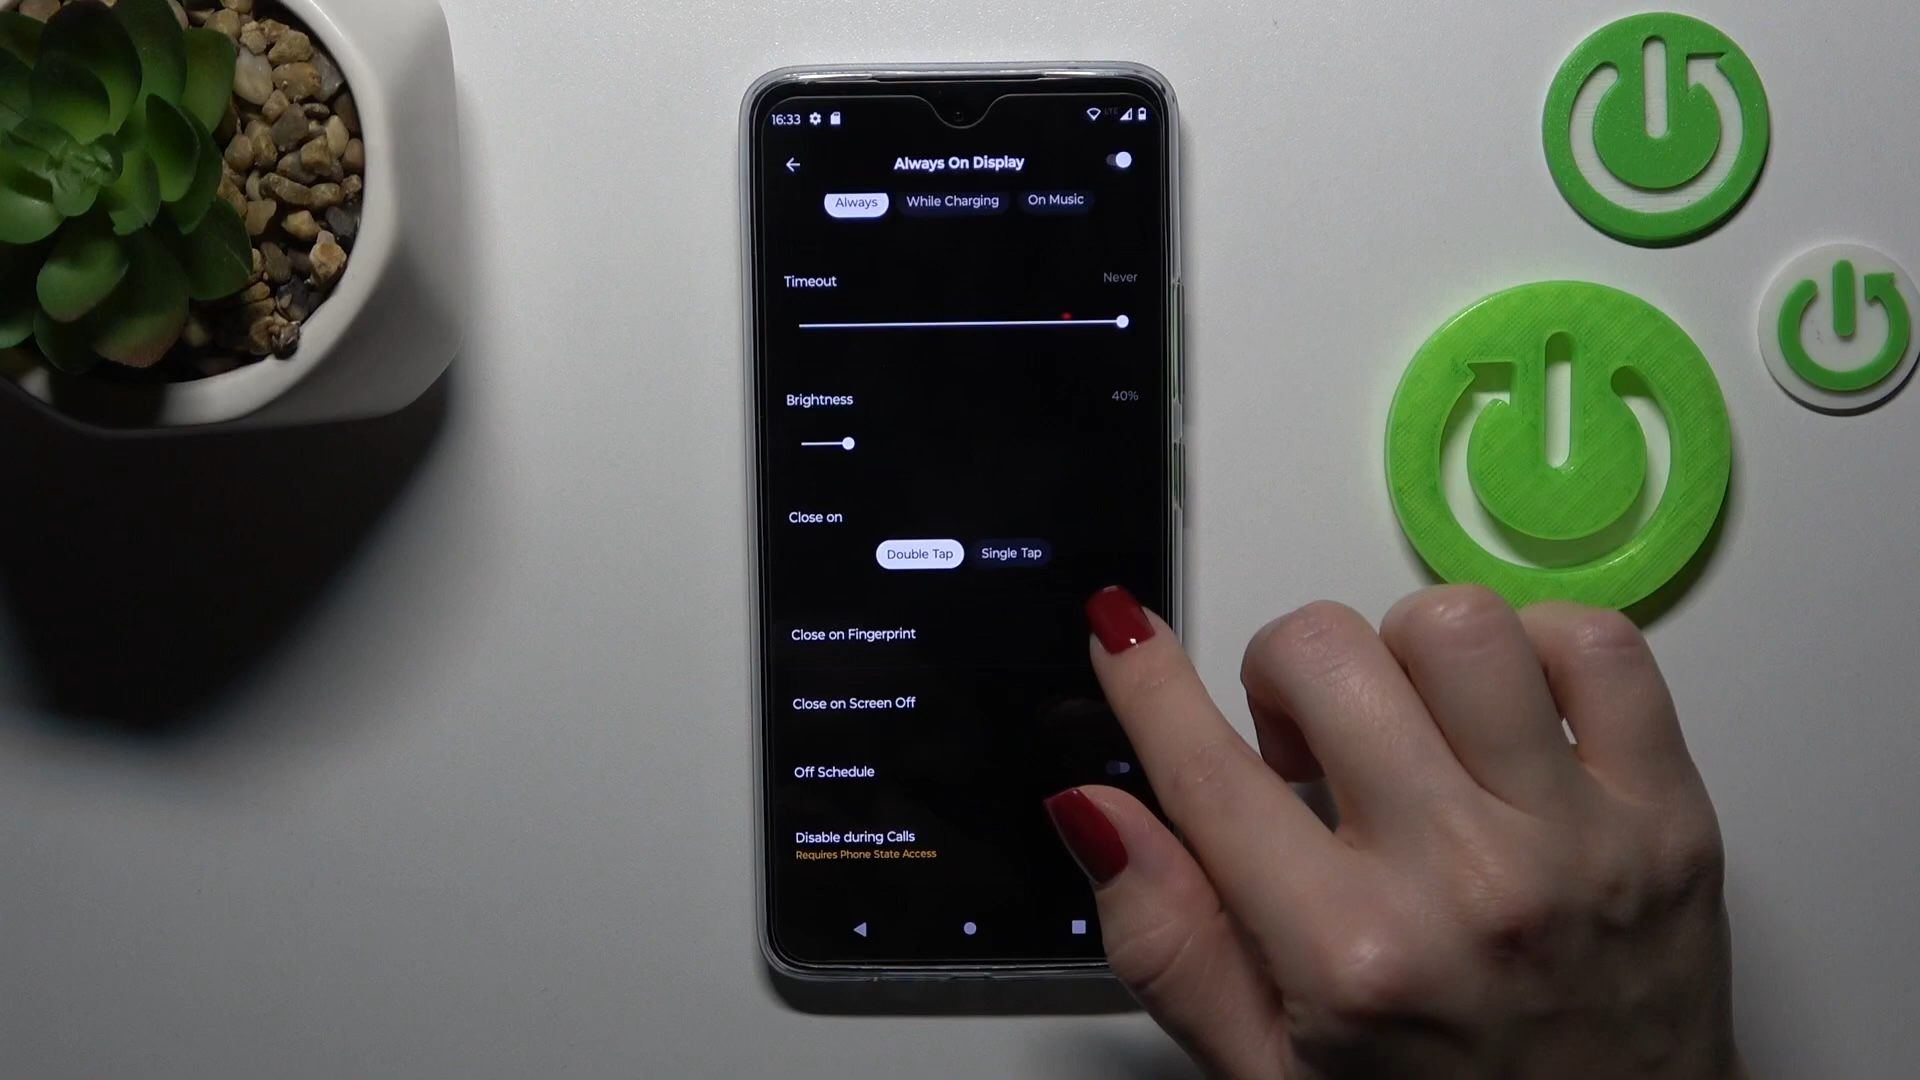 16:33 LTE
Always On Display
Always While Charging On Music
Timeout Never
Brightness 40%
Close on
Double Tap Single Tap
Close on Fingerprint
Close on Screen Off
Off Schedule
Disable during Calls
Requires Phone State Access